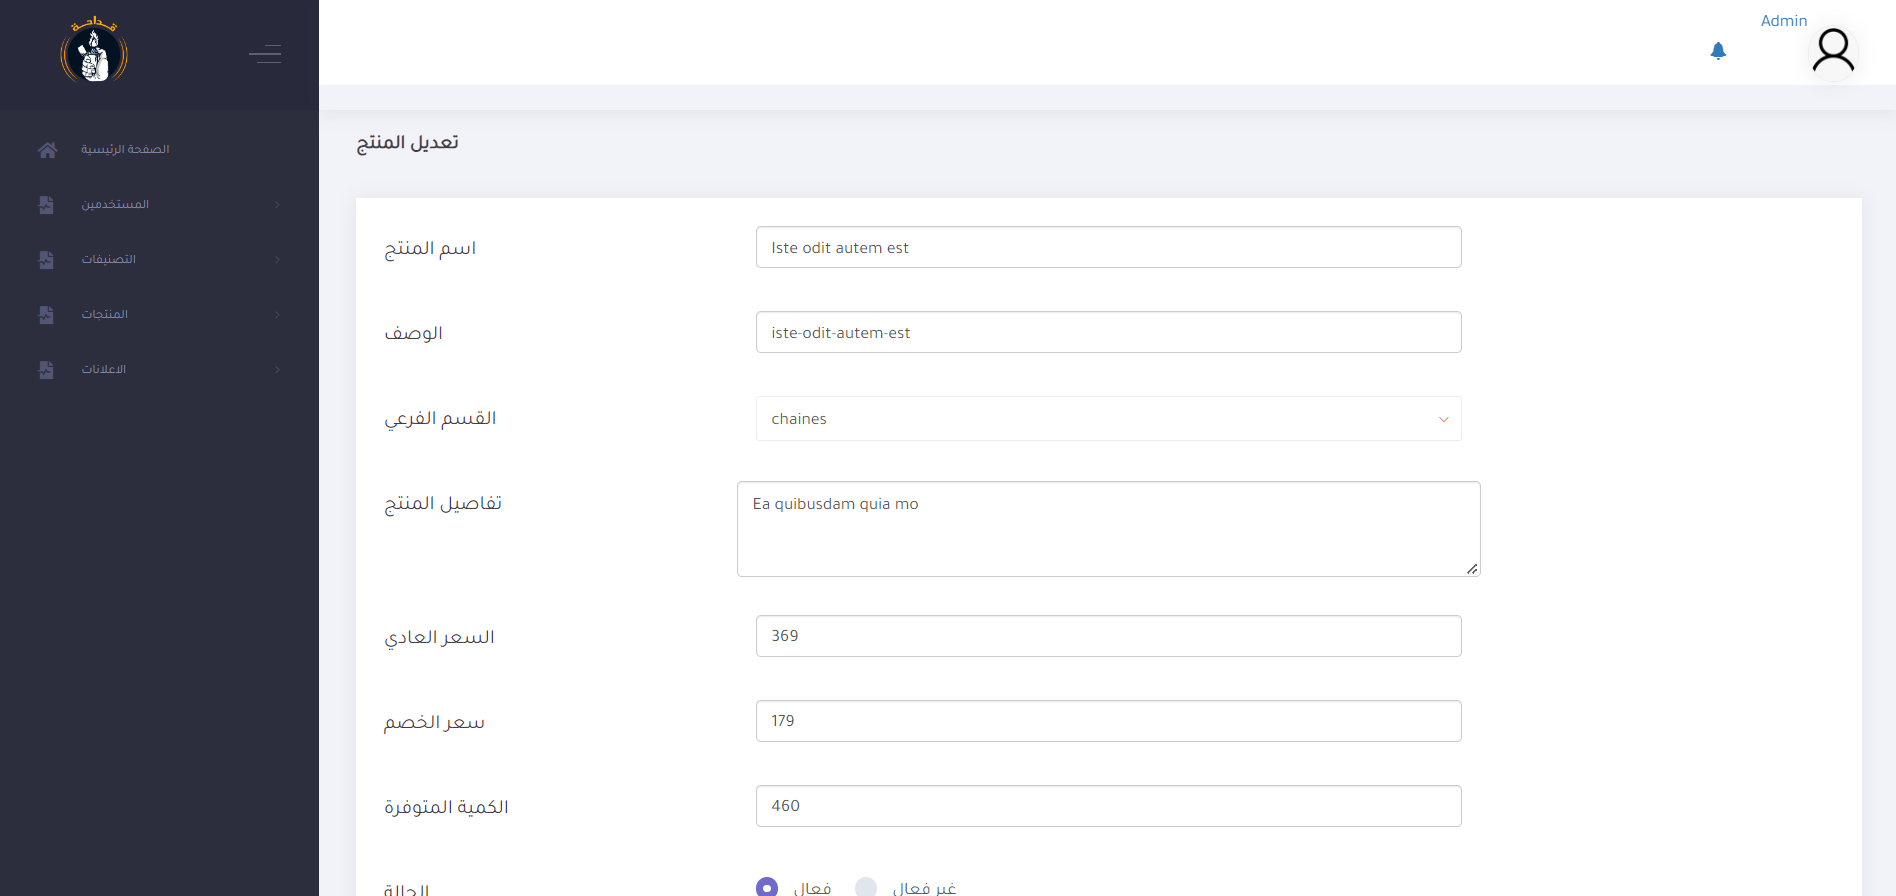 قداحة
Admin
الصفحة الرئيسية
المستخدمين
التصنيفات
المنتجات
الاعلانات
تعديل المنتج
اسم المنتج
Iste odit autem est
الوصف
iste-odit-autem-est
القسم الفرعي
chaines
تفاصيل المنتج
Ea quibusdam quia mo
السعر العادي
369
سعر الخصم
179
الكمية المتوفرة
460
الحالة
فعال غير فعال